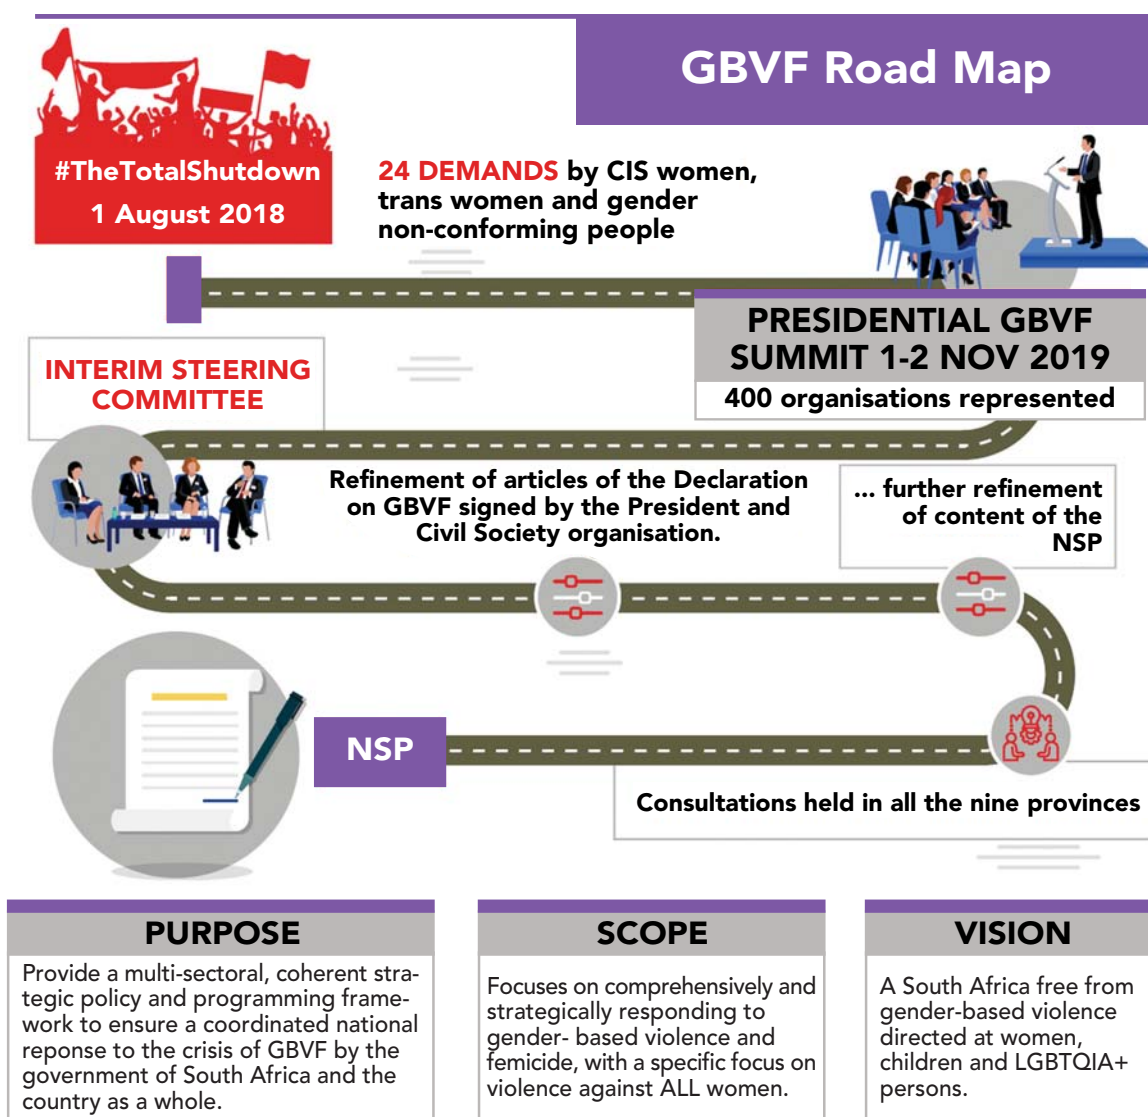 GBVF Road Map
#TheTotalShutdown
1 August 2018
24 DEMANDS by CIS women,
trans women and gender
non-conforming people
PRESIDENTIAL GBVF
SUMMIT 1-2 NOV 2019
400 organisations represented
INTERIM STEERING
COMMITTEE
Refinement of articles of the Declaration
on GBVF signed by the President and
Civil Society organisation.
... further refinement
of content of the
NSP
NSP
Consultations held in all the nine provinces
PURPOSE
Provide a multi-sectoral, coherent stra-
tegic policy and programming frame-
work to ensure a coordinated national
reponse to the crisis of GBVF by the
government of South Africa and the
country as a whole.
SCOPE
Focuses on comprehensively and
strategically responding to
gender- based violence and
femicide, with a specific focus on
violence against ALL women.
VISION
A South Africa free from
gender-based violence
directed at women,
children and LGBTQIA+
persons.